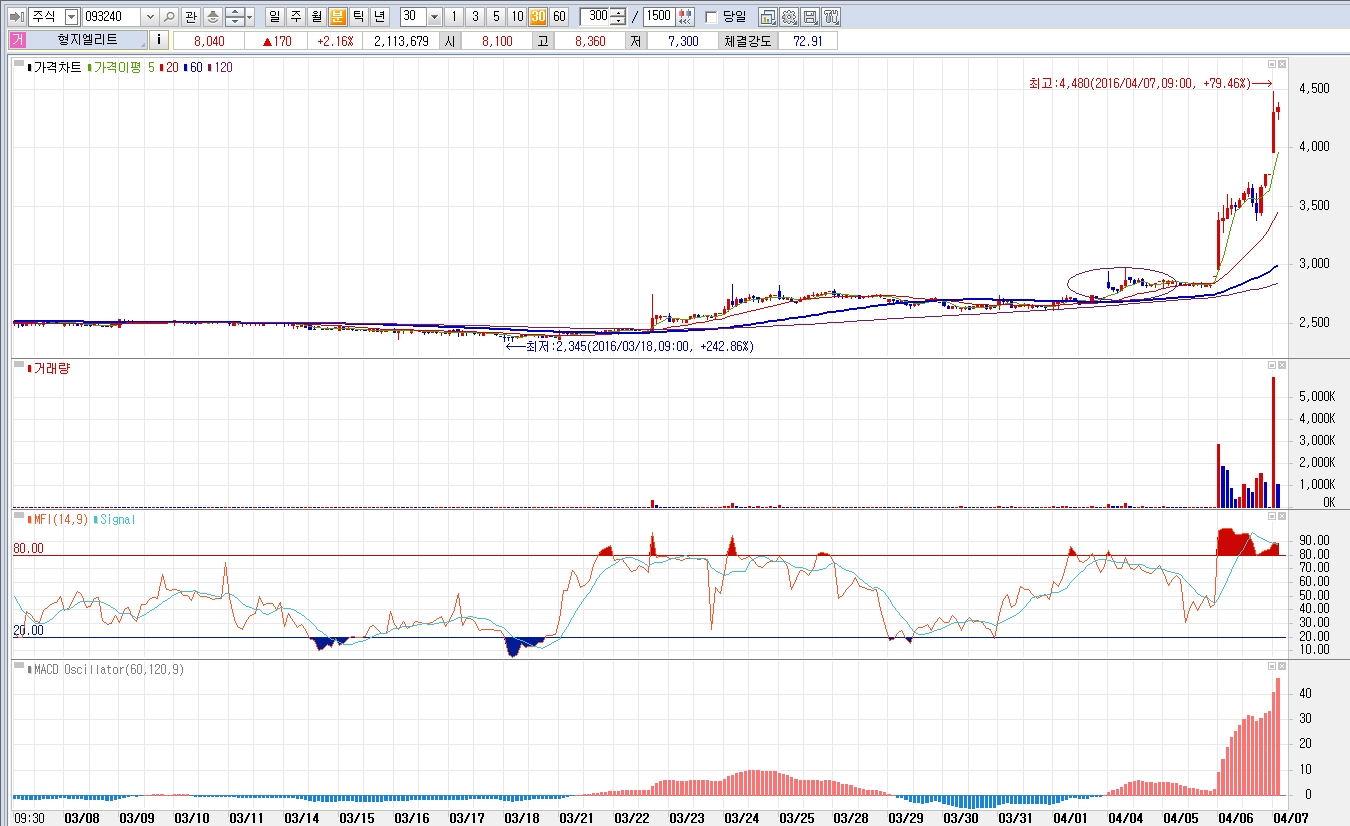 주식 093240 관 일 주 월 분 틱 년 30 1 3 5 10 30 60 300 / 1500 당일
거 형지엘리트 i 8,040 ▲170 +2.16% 2,113,679 시 8,100 고 8,360 저 7,300 체결강도 72.91
가격차트 가격이평 5 20 60 120
최고:4,480(2016/04/07,09:00, +79.46%)
4,500
4,000
3,500
3,000
2,500
최저:2,345(2016/03/18,09:00, +242.86%)
거래량
5,000K
4,000K
3,000K
2,000K
1,000K
0K
MFI(14,9) Signal
80.00
20.00
90.00
80.00
70.00
60.00
50.00
40.00
30.00
20.00
10.00
MACD Oscillator(60,120,9)
40
30
20
10
0
09:30 03/08 03/09 03/10 03/11 03/14 03/15 03/16 03/17 03/18 03/21 03/22 03/23 03/24 03/25 03/28 03/29 03/30 03/31 04/01 04/04 04/05 04/06 04/07